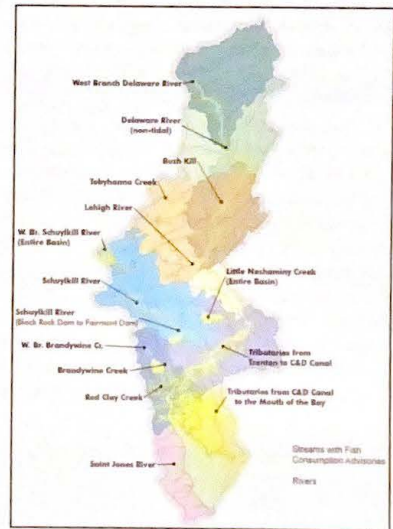 West Branch Delaware River
Delaware River
(non-tidal)
Bush Kill
Tobyhanna Creek
Lehigh River
W. Br. Schuylkill River
(Entire Basin)
Little Neshaminy Creek
(Entire Basin)
Schuylkill River
Schuylkill River
(Black Rock Dam to Fairmont Dam)
W. Br. Brandywine Cr.
Tributaries from
Trenton to C&D Canal
Brandywine Creek
Red Clay Creek
Tributaries from C&D Canal
to the Mouth of the Bay
Saint Jones River
Streams with Fish
Consumption Advisories
Rivers